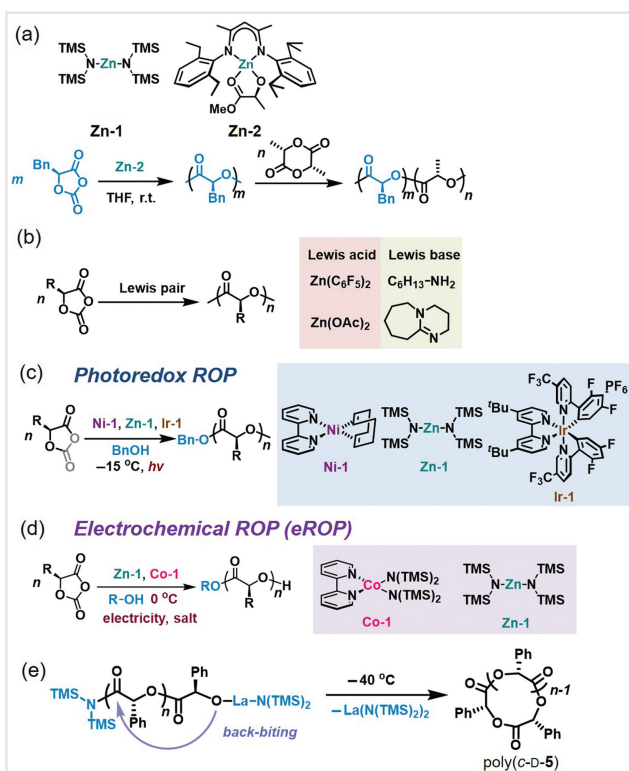 (a)
TMS TMS
N-Zn-N
TMS TMS
Zn-1
N N
Zn
O O
MeO
Zn-2
m
Bn
O
O
O
O
Zn-2
THF, r.t.
O
O
m
Bn
n
O
O
O
O
O
O
m
Bn
O
O
n
(b)
R
O
n
O
O
O
Lewis pair
O
O
n
R
Lewis acid Lewis base
Zn(C6F5)2 C6H13-NH2
Zn(OAc)2
N
N
(c) Photoredox ROP
R
O
O
O
O
n
Ni-1, Zn-1, Ir-1
BnOH
–15 °C, hv
Bn-O
O
O
n
R
N
N
Ni
Ni-1
TMS TMS
N-Zn-N
TMS TMS
Zn-1
F3C
F
F
PF6
tBu
N
N
N
Ir
N
tBu
F
F
F3C
Ir-1
(d) Electrochemical ROP (eROP)
R
O
O
O
O
n
Zn-1, Co-1
R-OH 0 °C
electricity, salt
RO
O
O
H
n
R
N
N
Co
N(TMS)2
N(TMS)2
Co-1
TMS TMS
N-Zn-N
TMS TMS
Zn-1
(e)
TMS
N
TMS
O
O
Ph
n
O
Ph
O
La-N(TMS)2
back-biting
–40 °C
–La(N(TMS)2)2
Ph
O
O
O
n-1
O
Ph
O
O
Ph
poly(c-D-5)